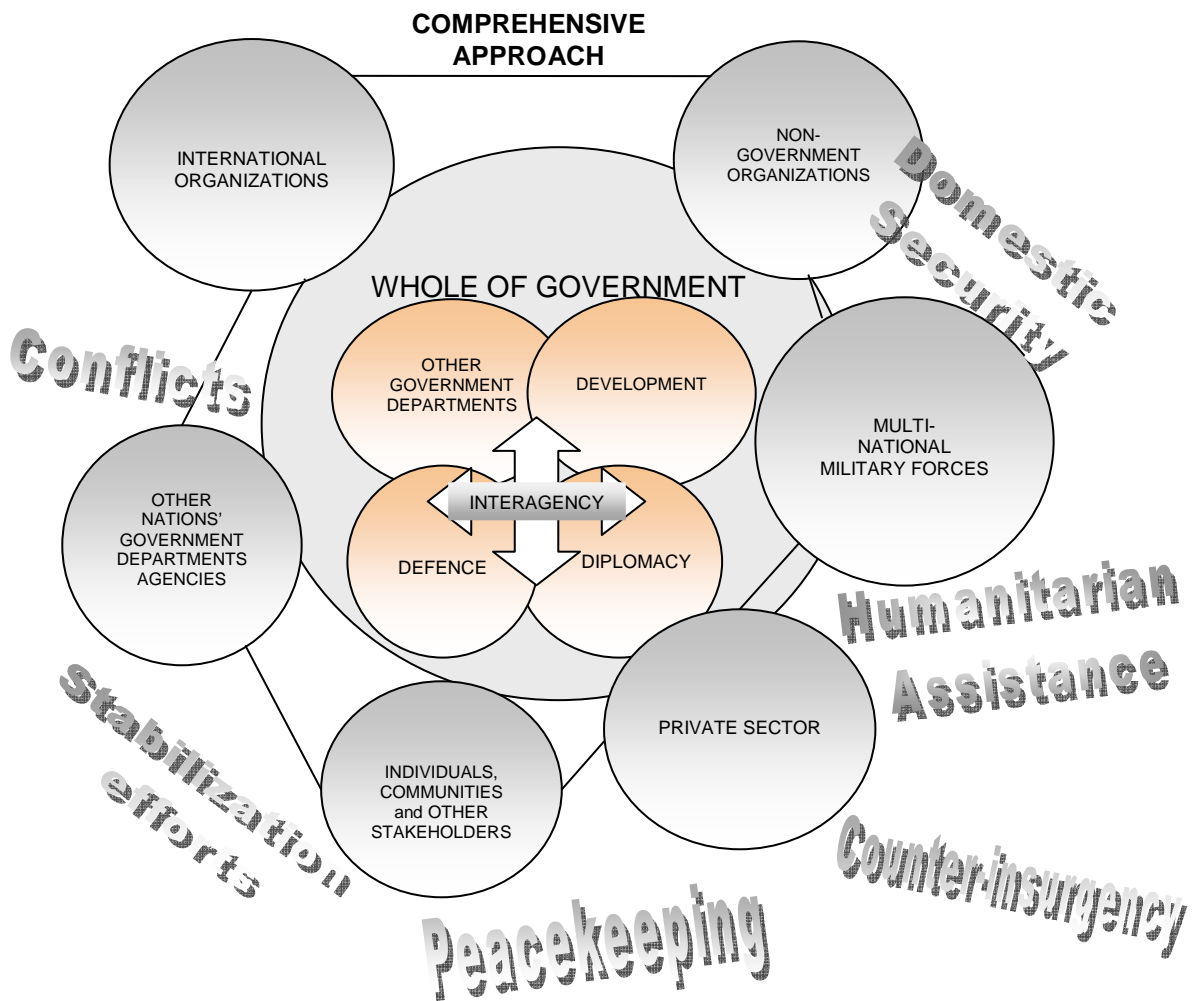 COMPREHENSIVE
APPROACH
INTERNATIONAL
ORGANIZATIONS
NON-
GOVERNMENT
ORGANIZATIONS
Domestic
Security
WHOLE OF GOVERNMENT
Conflicts
OTHER
GOVERNMENT
DEPARTMENTS
DEVELOPMENT
MULTI-
NATIONAL
MILITARY FORCES
OTHER
NATIONS’
GOVERNMENT
DEPARTMENTS
AGENCIES
INTERAGENCY
DEFENCE
DIPLOMACY
Humanitarian
Assistance
Stabilization
efforts
PRIVATE SECTOR
INDIVIDUALS,
COMMUNITIES
and OTHER
STAKEHOLDERS
Counter-insurgency
Peacekeeping